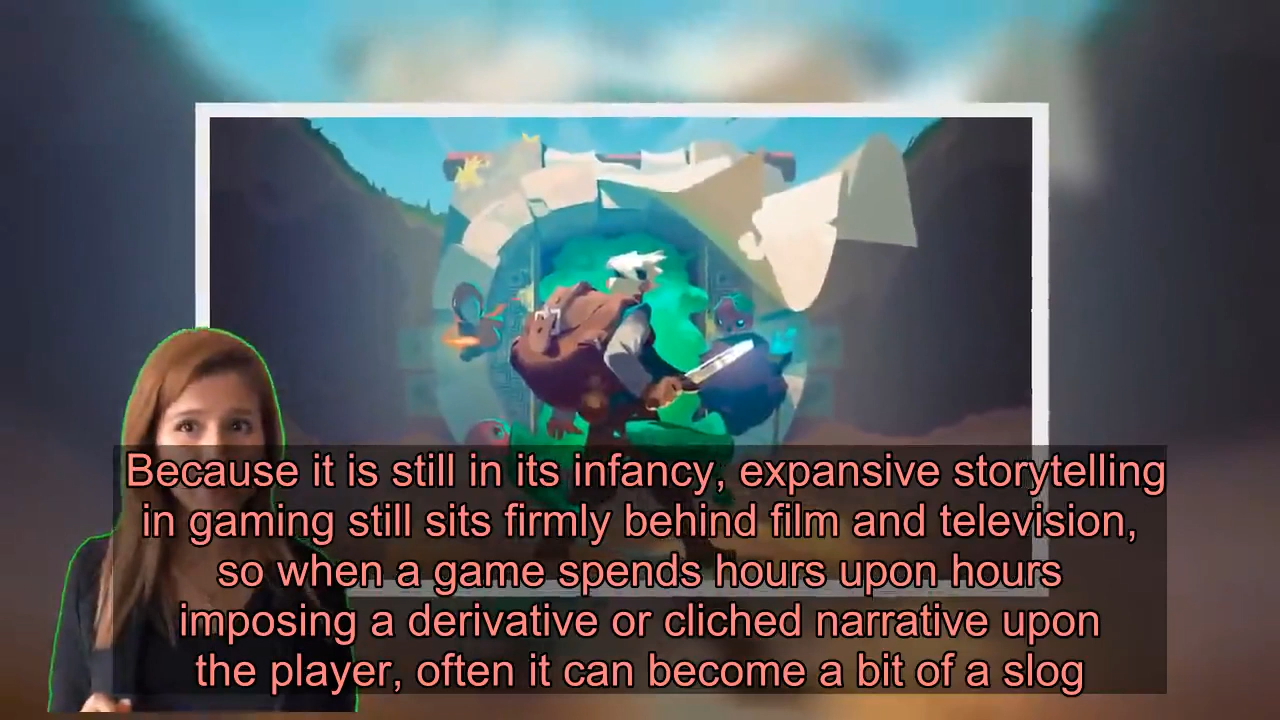 Because it is still in its infancy, expansive storytelling
in gaming still sits firmly behind film and television,
so when a game spends hours upon hours
imposing a derivative or cliched narrative upon
the player, often it can become a bit of a slog